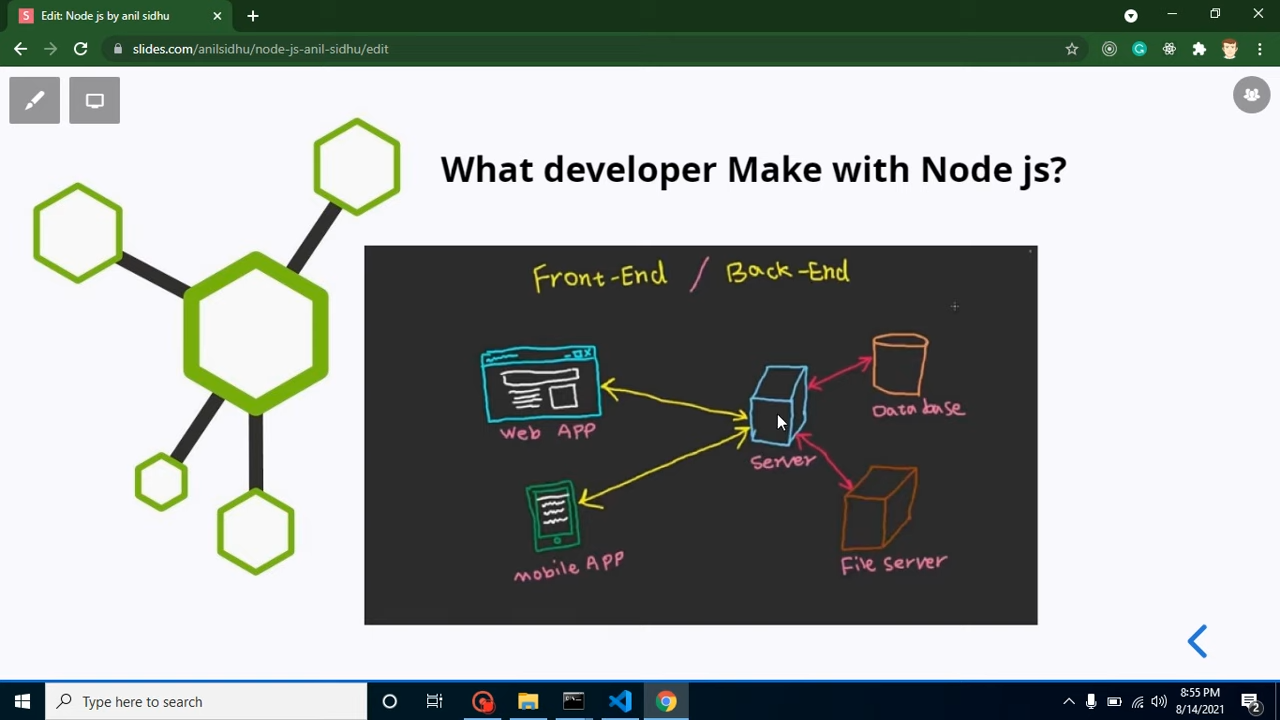 Edit: Node js by anil sidhu
slides.com/anilsidhu/node-js-anil-sidhu/edit
What developer Make with Node js?
Front-End / Back-End
Web APP
Server
Database
mobile APP
File server
Type here to search
8:55 PM
8/14/2021
2